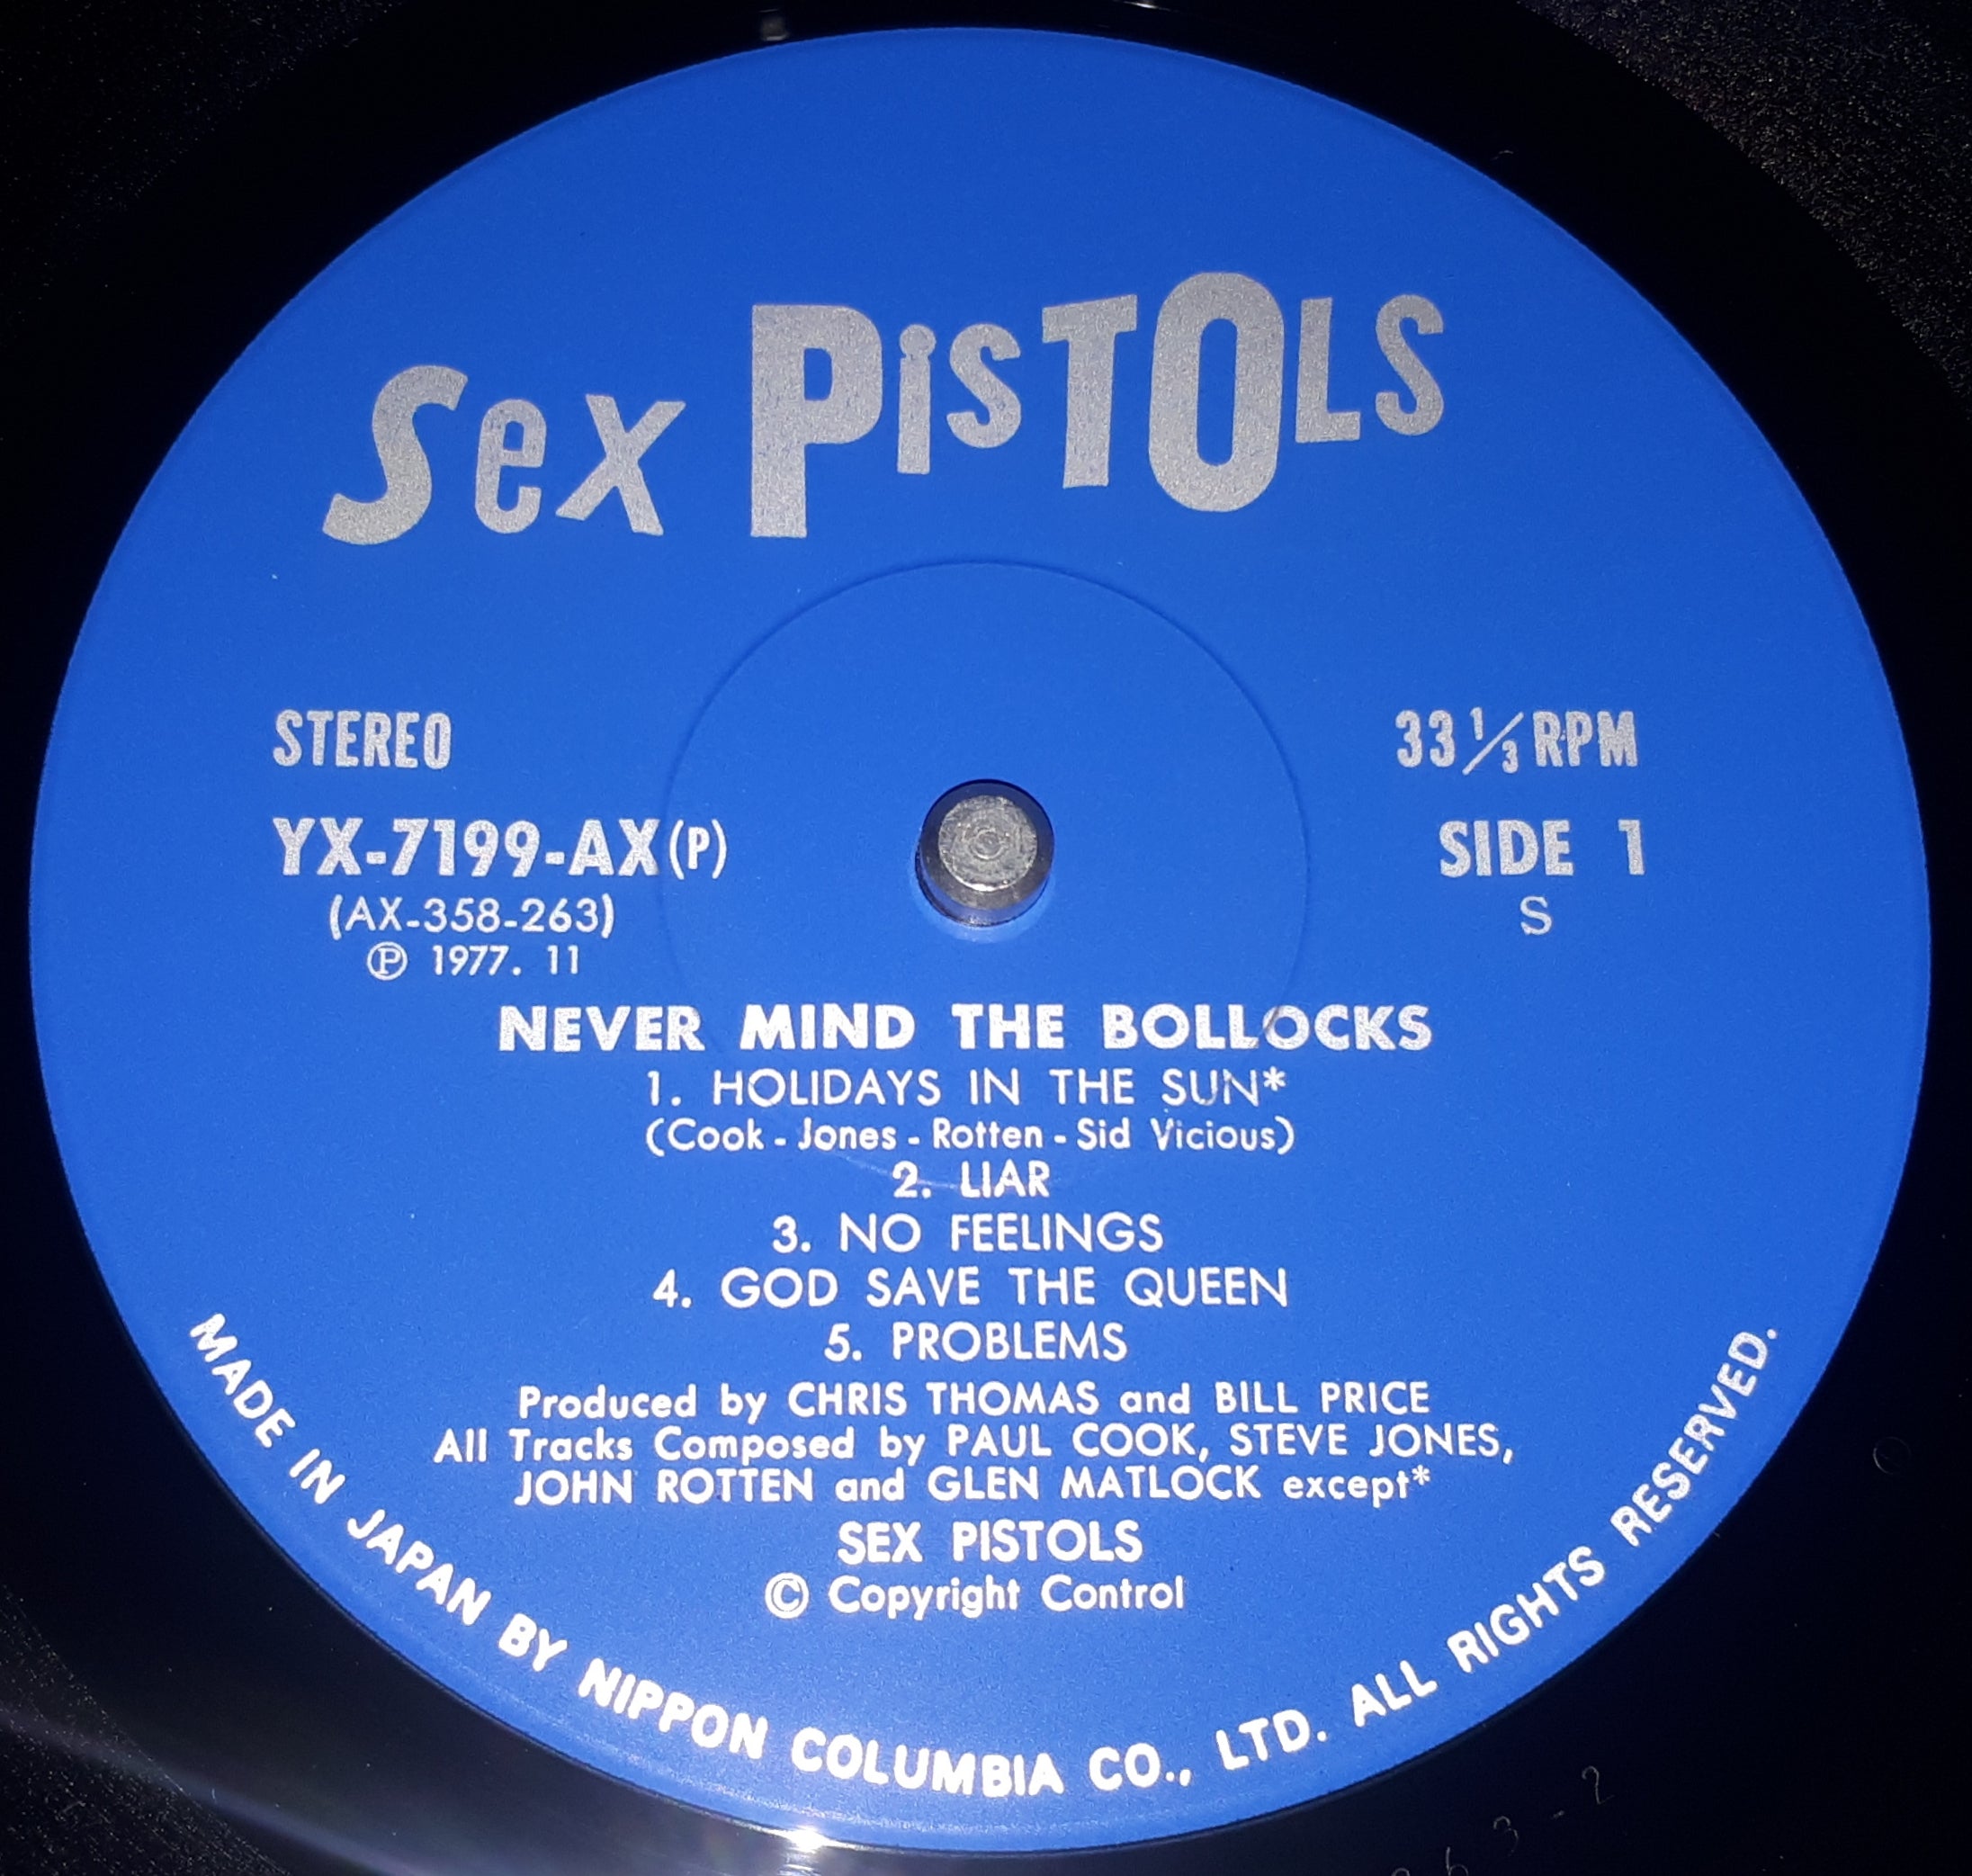 Sex PiSTOLS
STEREO
33 1/3 RPM
YX-7199-AX(P)
SIDE 1
(AX-358-263)
S
Ⓟ 1977. 11
NEVER MIND THE BOLLOCKS
1. HOLIDAYS IN THE SUN*
(Cook - Jones - Rotten - Sid Vicious)
2. LIAR
3. NO FEELINGS
4. GOD SAVE THE QUEEN
5. PROBLEMS
Produced by CHRIS THOMAS and BILL PRICE
All Tracks Composed by PAUL COOK, STEVE JONES,
JOHN ROTTEN and GLEN MATLOCK except*
SEX PISTOLS
© Copyright Control
MADE IN JAPAN BY NIPPON COLUMBIA CO., LTD. ALL RIGHTS RESERVED.